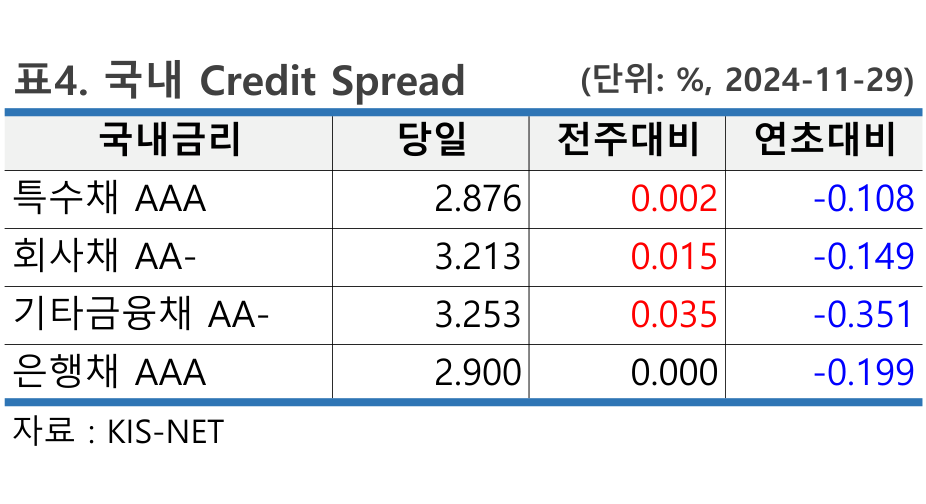 표4. 국내 Credit Spread (단위: %, 2024-11-29)
국내금리 당일 전주대비 연초대비
특수채 AAA 2.876 0.002 -0.108
회사채 AA- 3.213 0.015 -0.149
기타금융채 AA- 3.253 0.035 -0.351
은행채 AAA 2.900 0.000 -0.199
자료 : KIS-NET